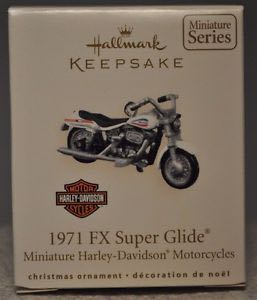 Hallmark
KEEPSAKE
Miniature
Series
MOTOR
HARLEY-DAVIDSON
CYCLES
1971 FX Super Glide®
Miniature Harley-Davidson® Motorcycles
christmas ornament • décoration de noël